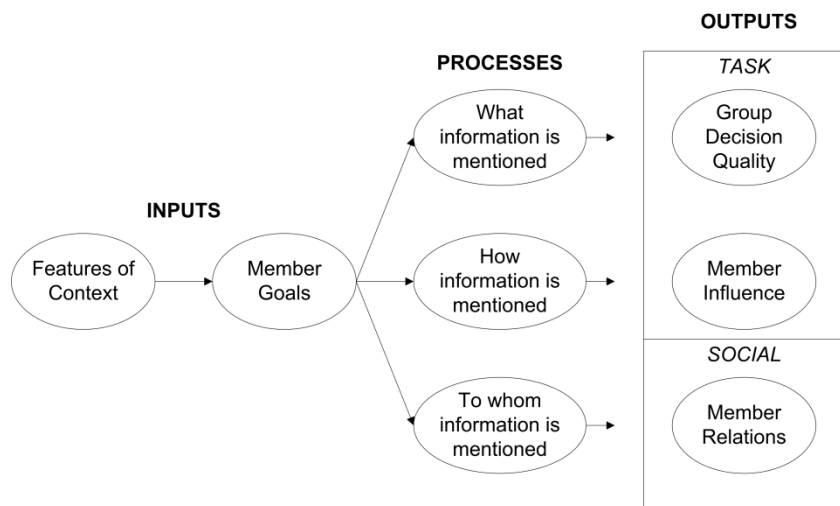 OUTPUTS
PROCESSES
TASK
What
information is
mentioned
Group
Decision
Quality
INPUTS
Features of
Context
Member
Goals
How
information is
mentioned
Member
Influence
SOCIAL
To whom
information is
mentioned
Member
Relations